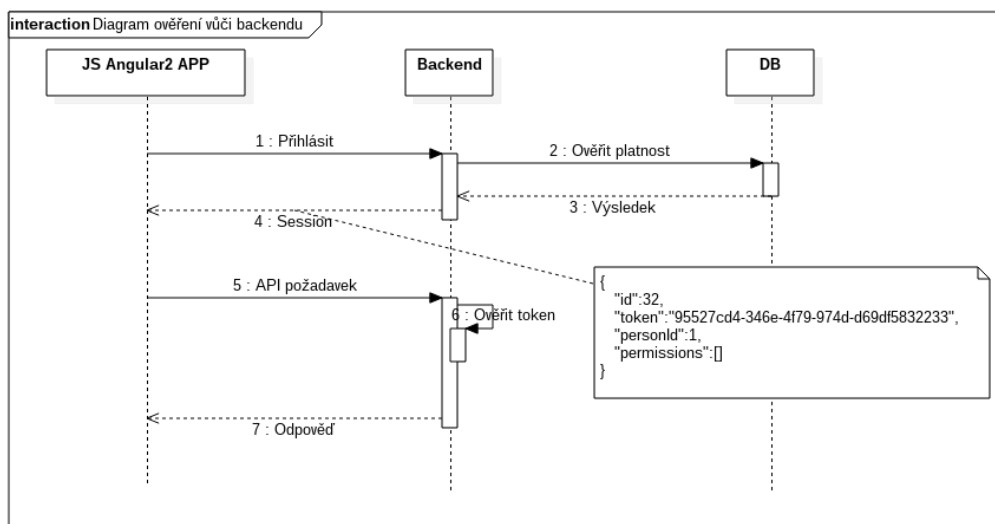 interaction Diagram ověření vůči backendu
JS Angular2 APP
Backend
DB
1 : Přihlásit
2 : Ověřit platnost
3 : Výsledek
4 : Session
5 : API požadavek
6 : Ověřit token
{
"id":32,
"token":"95527cd4-346e-4f79-974d-d69df5832233",
"personId":1,
"permissions":[]
}
7 : Odpověď